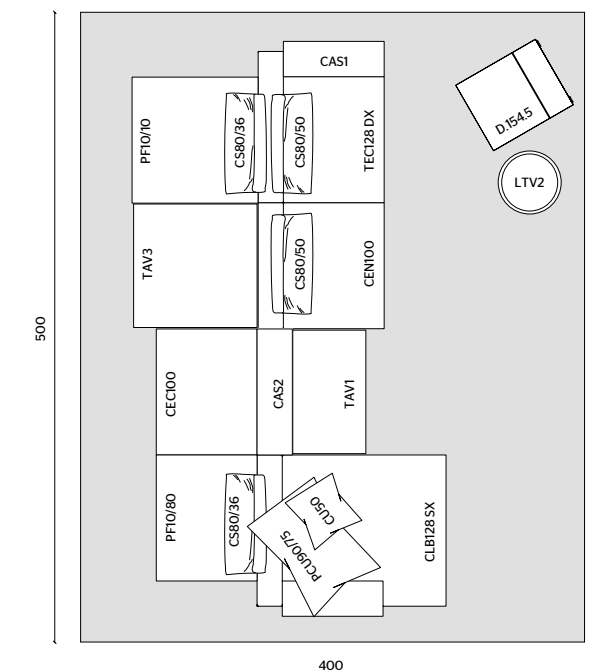 CAS1
PF10/10
CS80/36
CS80/50
TEC128 DX
D.154.5
LTV2
TAV3
CS80/50
CEN100
500
CEC100
CAS2
TAV1
PF10/80
CS80/36
CU50
PCU90/75
CLB128 SX
400